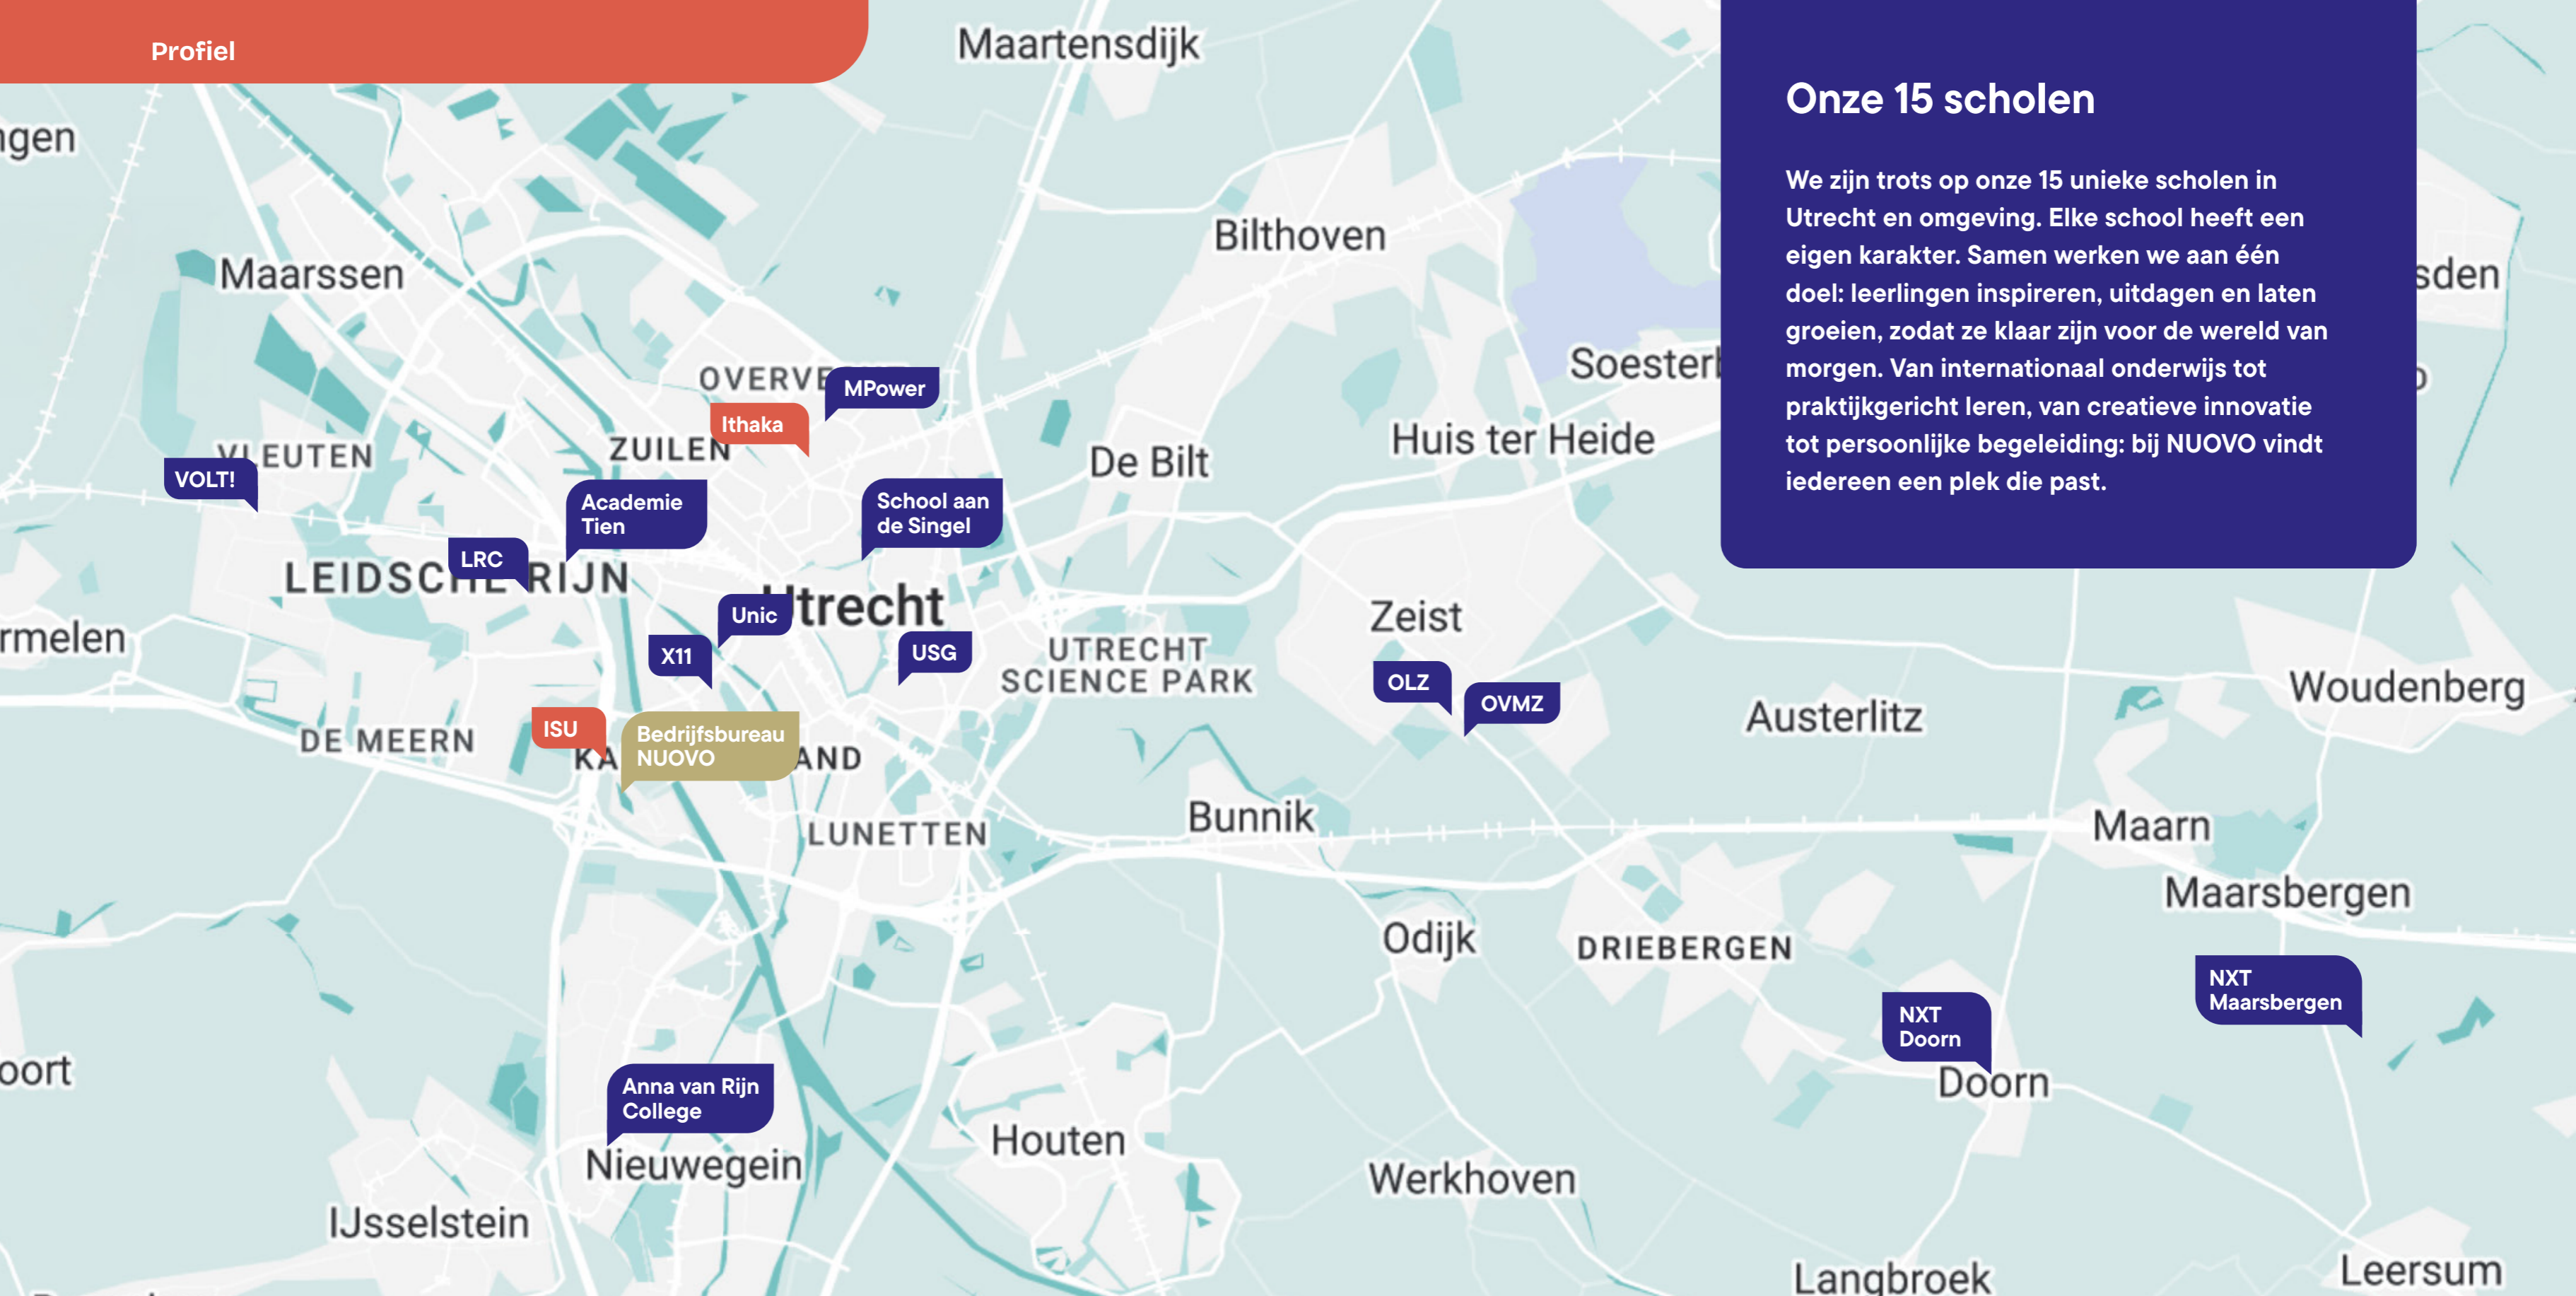 Profiel
Onze 15 scholen
We zijn trots op onze 15 unieke scholen in
Utrecht en omgeving. Elke school heeft een
eigen karakter. Samen werken we aan één
doel: leerlingen inspireren, uitdagen en laten
groeien, zodat ze klaar zijn voor de wereld van
morgen. Van internationaal onderwijs tot
praktijkgericht leren, van creatieve innovatie
tot persoonlijke begeleiding: bij NUOVO vindt
iedereen een plek die past.
Maartensdijk
Bilthoven
Maarssen
MPower
Ithaka
ZUILEN
VLEUTEN
VOLT!
Huis ter Heide
De Bilt
Academie
Tien
School aan
de Singel
LRC
LEIDSCHE RIJN
Utrecht
Unic
X11
USG
UTRECHT
SCIENCE PARK
Zeist
OLZ
OVMZ
Woudenberg
Austerlitz
ISU
Bedrijfsbureau
NUOVO
DE MEERN
LUNETTEN
Bunnik
Maarn
Maarsbergen
Odijk
DRIEBERGEN
NXT
Maarsbergen
NXT
Doorn
Doorn
Anna van Rijn
College
Nieuwegein
Houten
Werkhoven
IJsselstein
Langbroek
Leersum